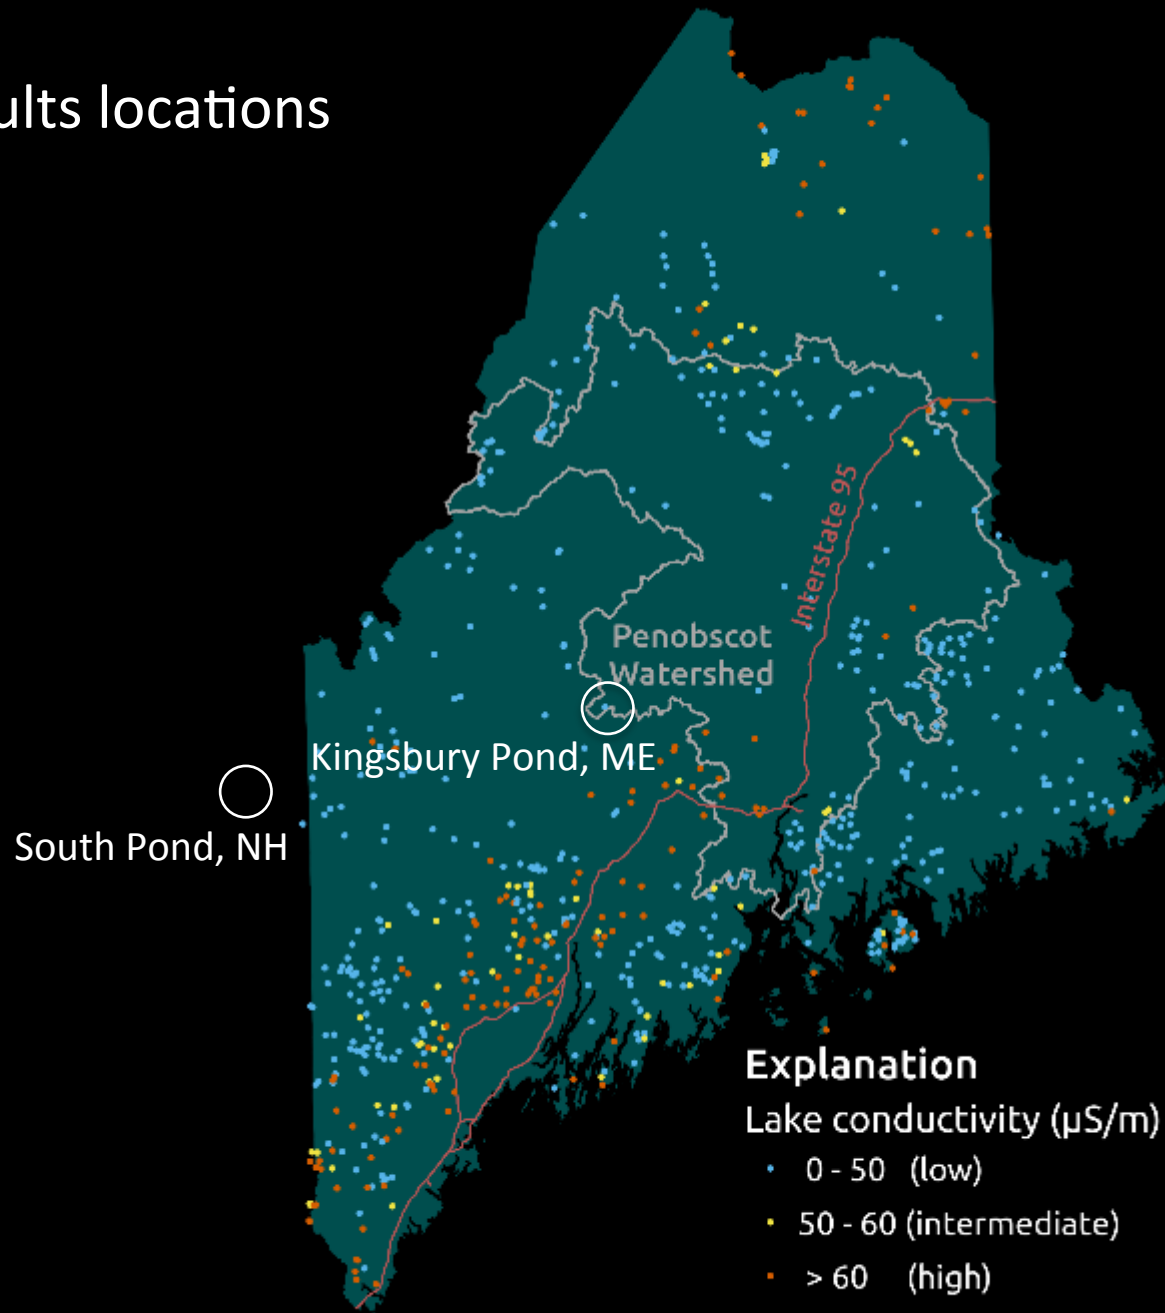 ults locations
Interstate 95
Penobscot
Watershed
Kingsbury Pond, ME
South Pond, NH
Explanation
Lake conductivity (µS/m)
0 - 50 (low)
50 - 60 (intermediate)
> 60 (high)